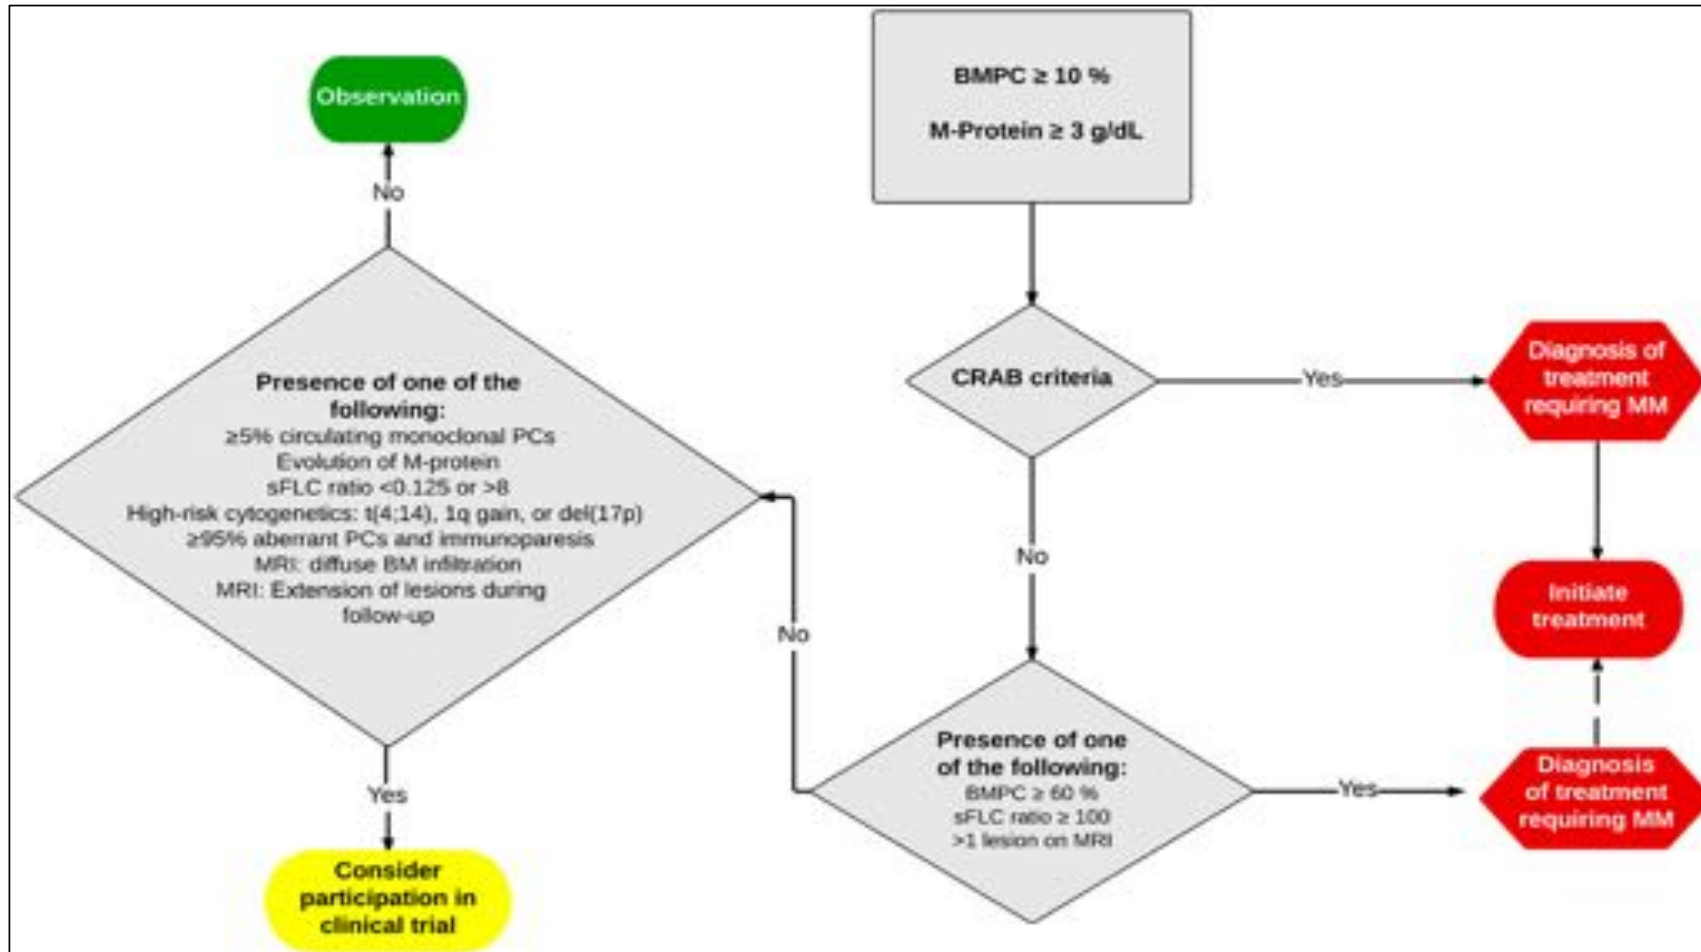 BMPC ≥ 10 %
M-Protein ≥ 3 g/dL
CRAB criteria
Yes
Diagnosis of
treatment
requiring MM
Initiate
treatment
No
Presence of one
of the following:
BMPC ≥ 60 %
sFLC ratio ≥ 100
>1 lesion on MRI
Yes
Diagnosis
of treatment
requiring MM
No
Presence of one of the
following:
≥5% circulating monoclonal PCs
Evolution of M-protein
sFLC ratio <0.125 or >8
High-risk cytogenetics: t(4;14), 1q gain, or del(17p)
≥95% aberrant PCs and immunoparesis
MRI: diffuse BM infiltration
MRI: Extension of lesions during
follow-up
No
Observation
Yes
Consider
participation in
clinical trial